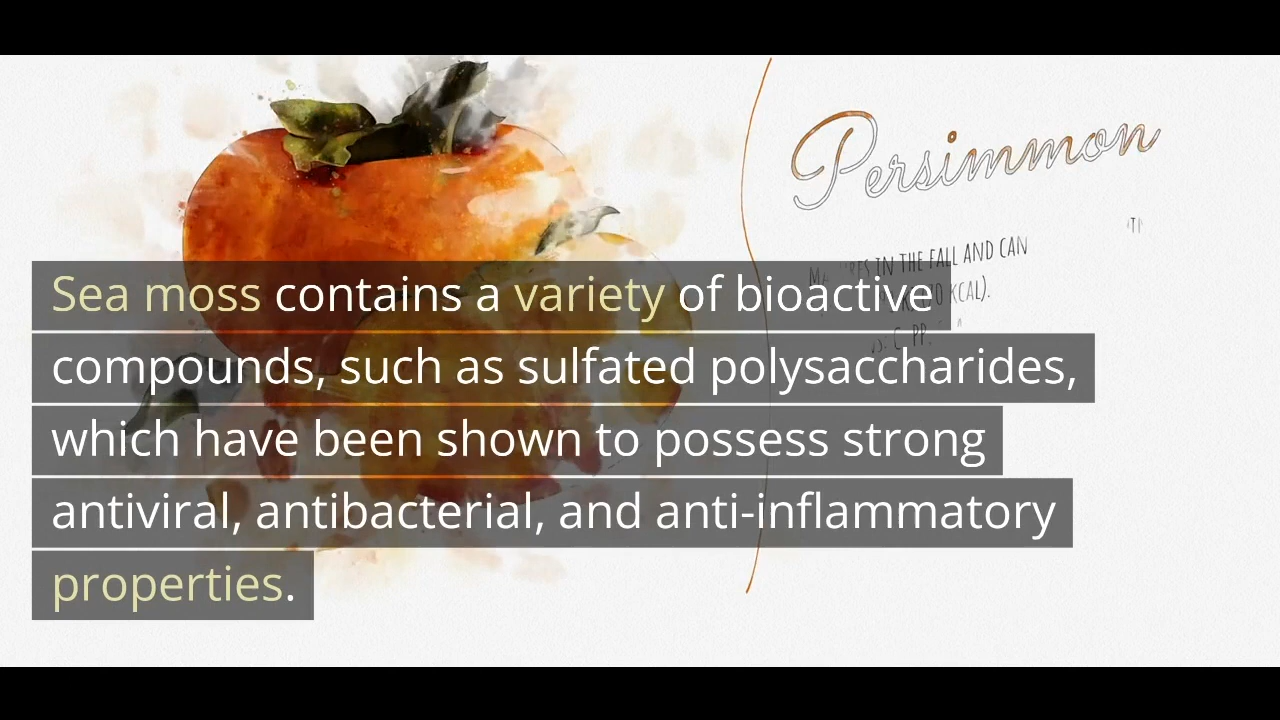 Persimmon
IN THE FALL AND CAN
KCAL).
Sea moss contains a variety of bioactive
compounds, such as sulfated polysaccharides,
which have been shown to possess strong
antiviral, antibacterial, and anti-inflammatory
properties.